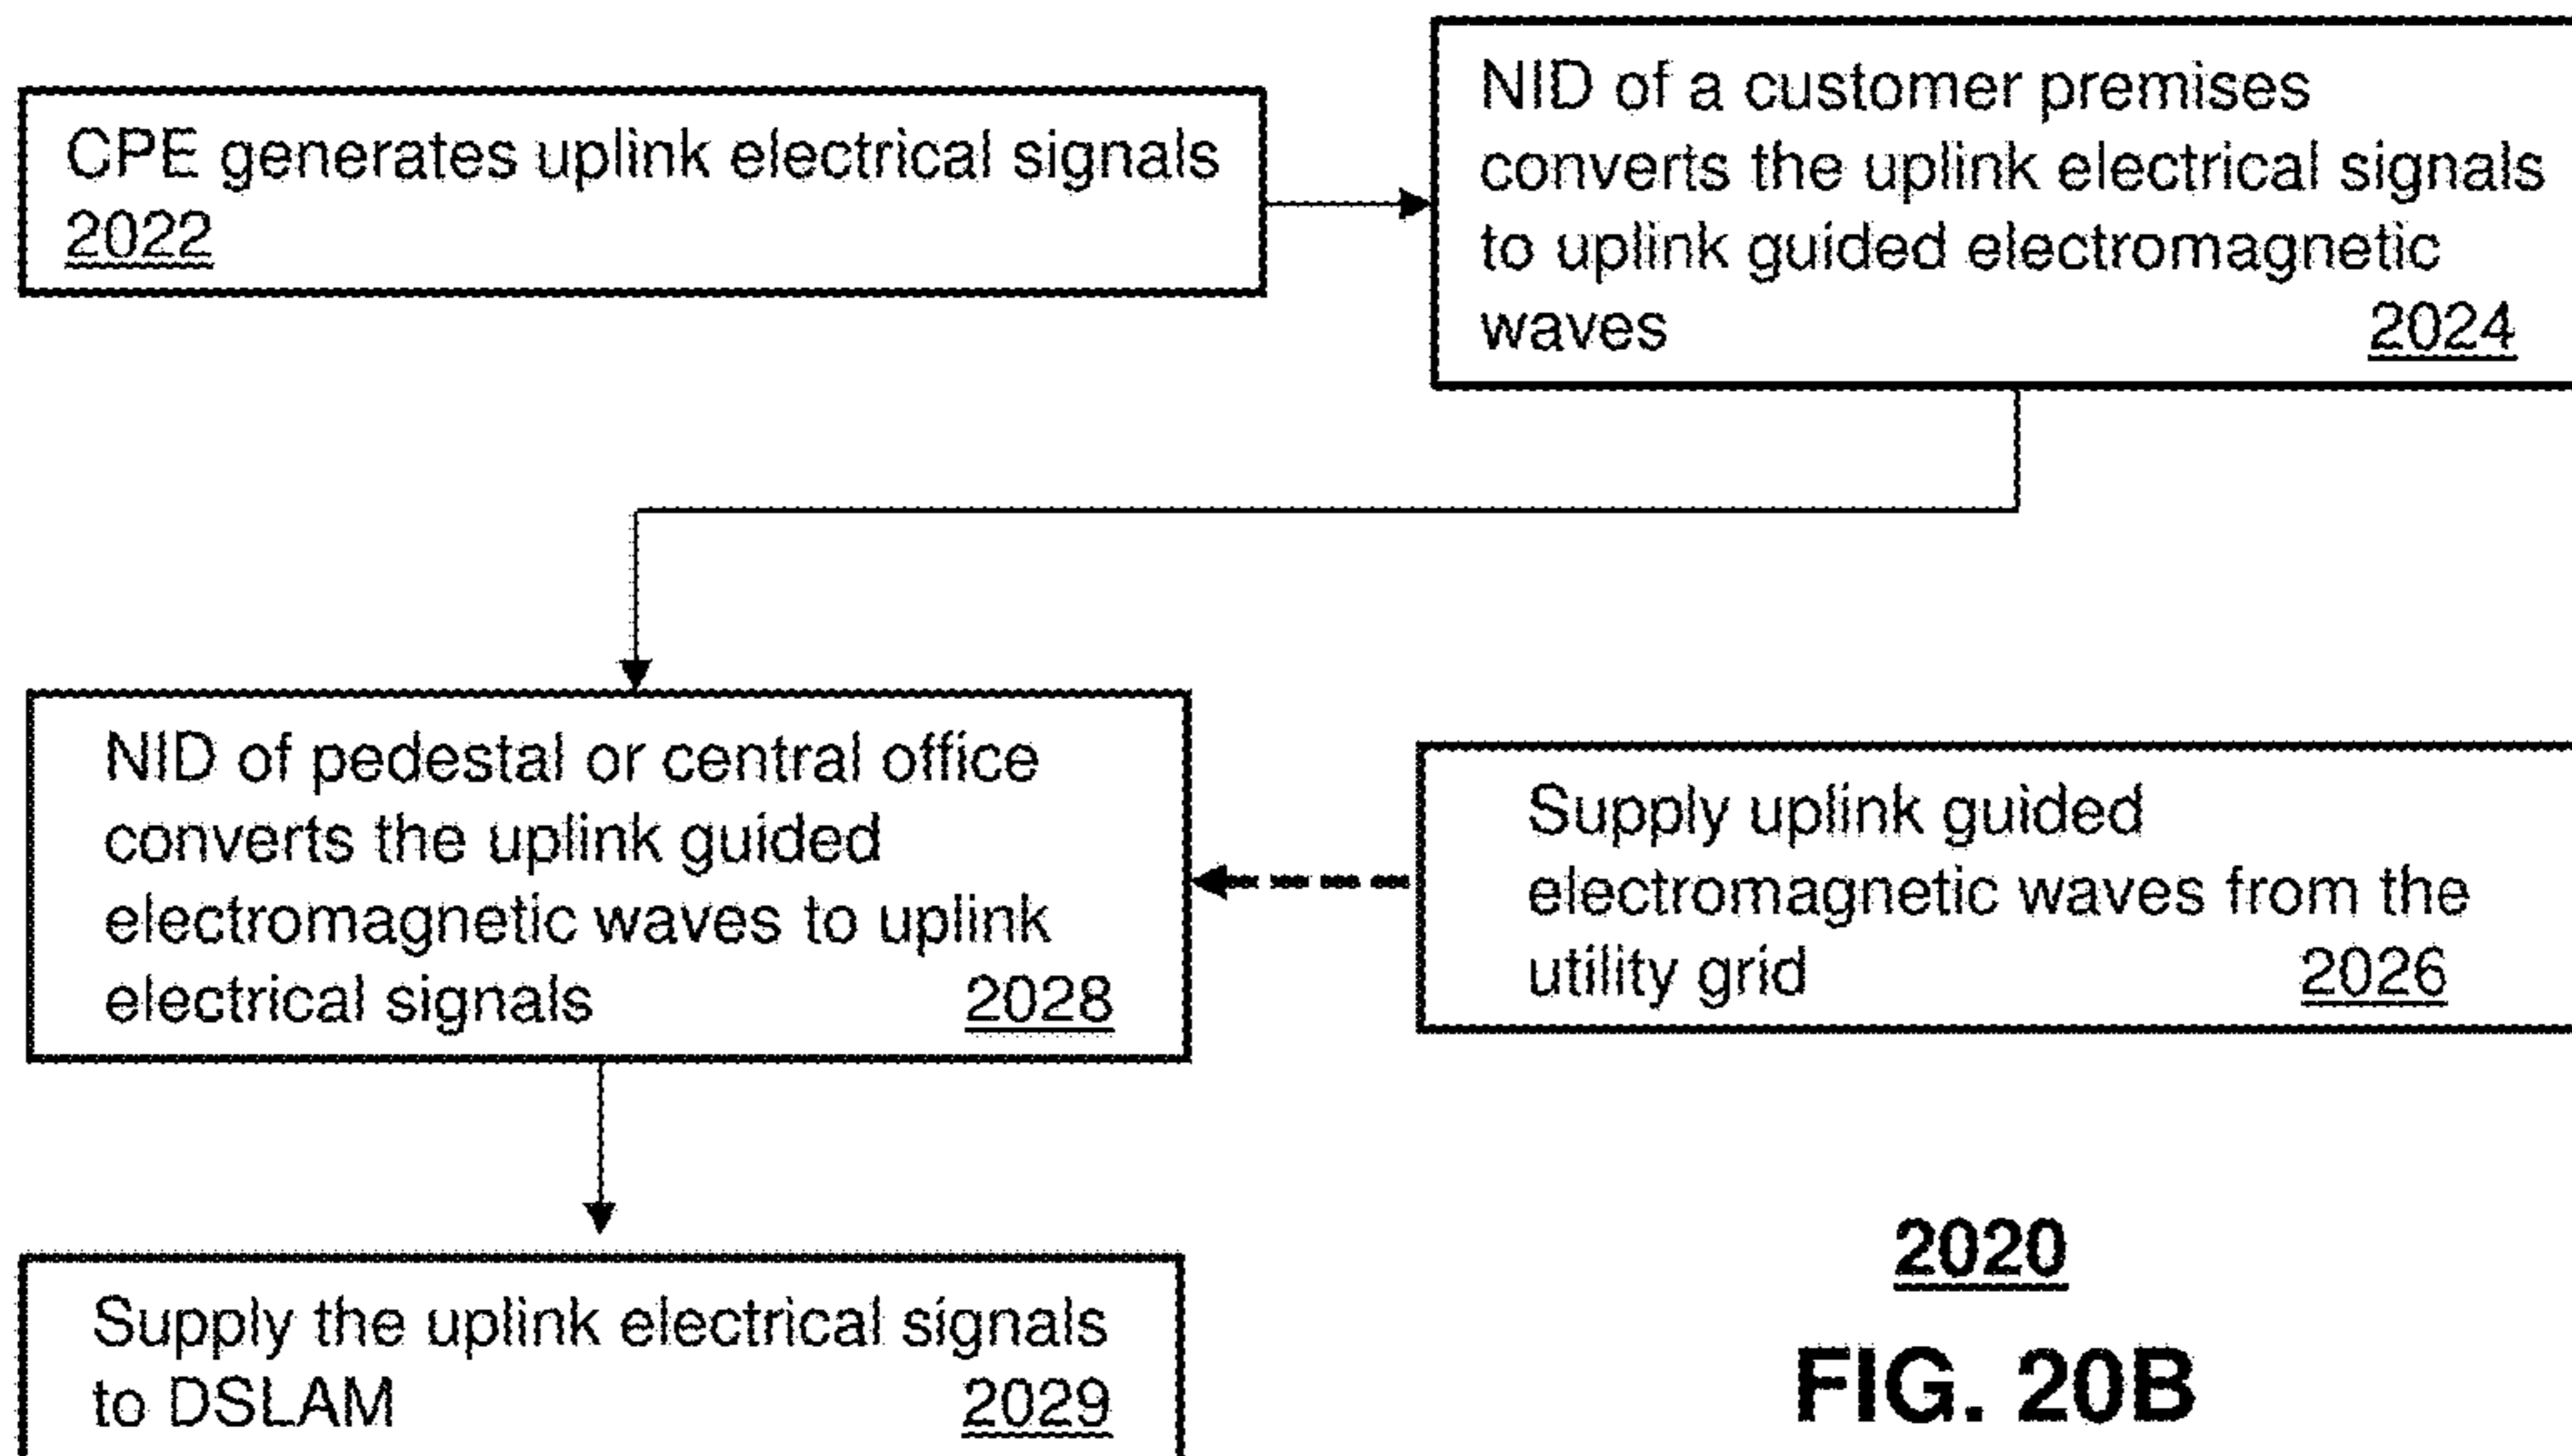 CPE generates uplink electrical signals
2022
NID of a customer premises
converts the uplink electrical signals
to uplink guided electromagnetic
waves 2024
NID of pedestal or central office
converts the uplink guided
electromagnetic waves to uplink
electrical signals 2028
Supply uplink guided
electromagnetic waves from the
utility grid 2026
Supply the uplink electrical signals
to DSLAM 2029
2020
FIG. 20B